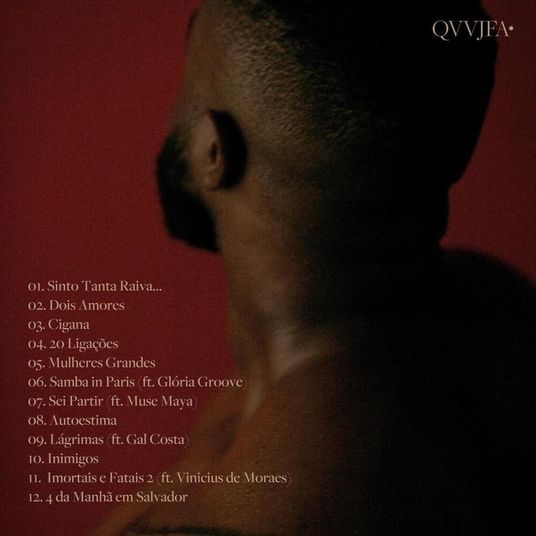 QVVJFA•
01. Sinto Tanta Raiva...
02. Dois Amores
03. Cigana
04. 20 Ligações
05. Mulheres Grandes
06. Samba in Paris (ft. Glória Groove)
07. Sei Partir (ft. Muse Maya)
08. Autoestima
09. Lágrimas (ft. Gal Costa)
10. Inimigos
11. Imortais e Fatais 2 (ft. Vinicius de Moraes)
12. 4 da Manhã em Salvador